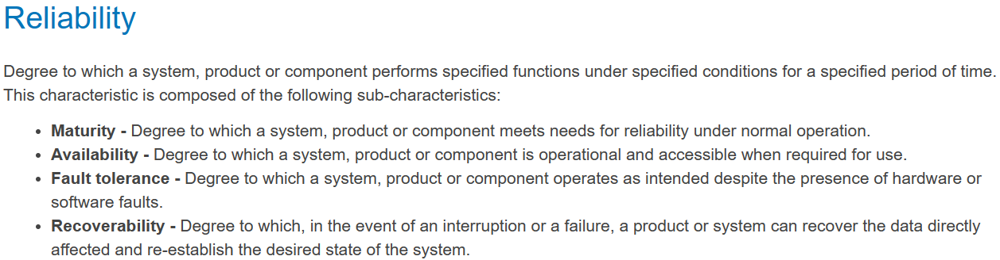 Reliability
Degree to which a system, product or component performs specified functions under specified conditions for a specified period of time.
This characteristic is composed of the following sub-characteristics:
• Maturity - Degree to which a system, product or component meets needs for reliability under normal operation.
• Availability - Degree to which a system, product or component is operational and accessible when required for use.
• Fault tolerance - Degree to which a system, product or component operates as intended despite the presence of hardware or
software faults.
• Recoverability - Degree to which, in the event of an interruption or a failure, a product or system can recover the data directly
affected and re-establish the desired state of the system.